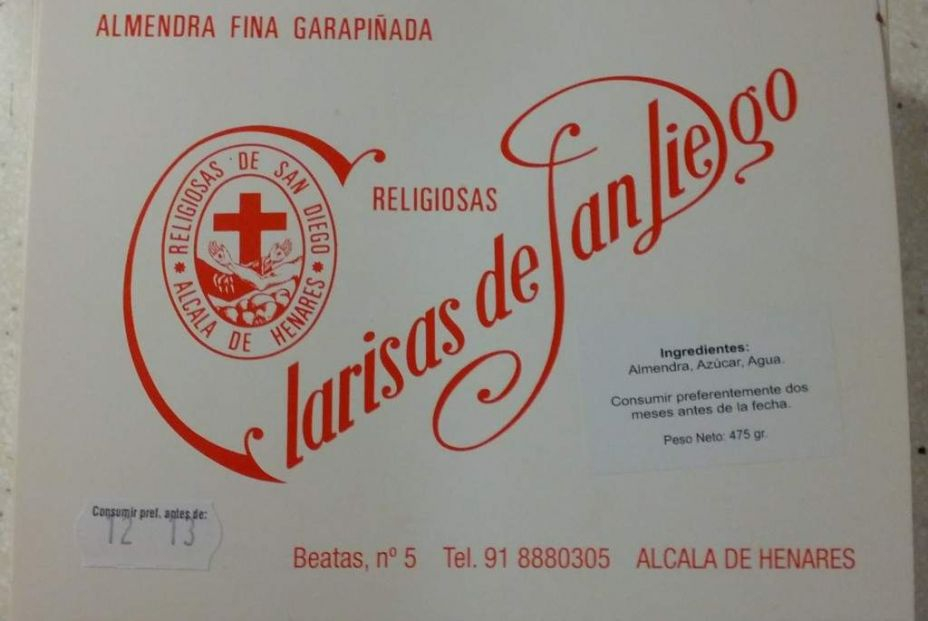 ALMENDRA FINA GARAPIÑADA
RELIGIOSAS DE SAN DIEGO
* ALCALA DE HENARES *
RELIGIOSAS
Clarisas de San Diego
Ingredientes:
Almendra, Azúcar, Agua.
Consumir preferentemente dos
meses antes de la fecha.
Peso Neto: 475 gr.
Consumir pref. antes de:
12 13
Beatas, nº 5 Tel. 91 8880305 ALCALA DE HENARES